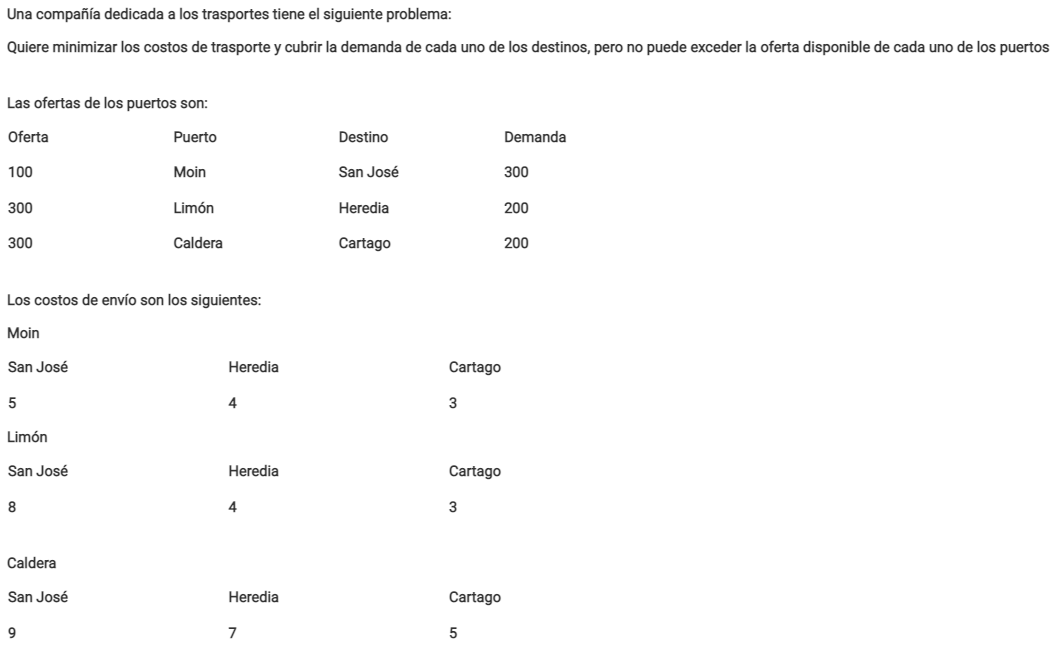 Una compañía dedicada a los trasportes tiene el siguiente problema:
Quiere minimizar los costos de trasporte y cubrir la demanda de cada uno de los destinos, pero no puede exceder la oferta disponible de cada uno de los puertos
Las ofertas de los puertos son:
Oferta Puerto Destino Demanda
100 Moin San José 300
300 Limón Heredia 200
300 Caldera Cartago 200
Los costos de envío son los siguientes:
Moin
San José Heredia Cartago
5 4 3
Limón
San José Heredia Cartago
8 4 3
Caldera
San José Heredia Cartago
9 7 5